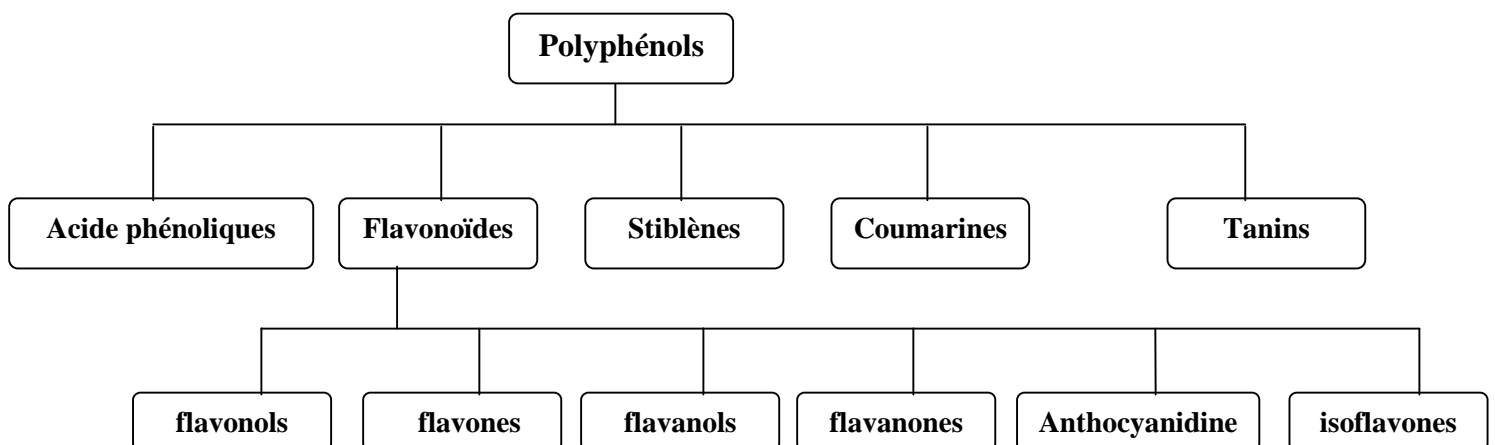 Polyphénols
Acide phénoliques
Flavonoïdes
Stiblènes
Coumarines
Tanins
flavonols
flavones
flavanols
flavanones
Anthocyanidine
isoflavones